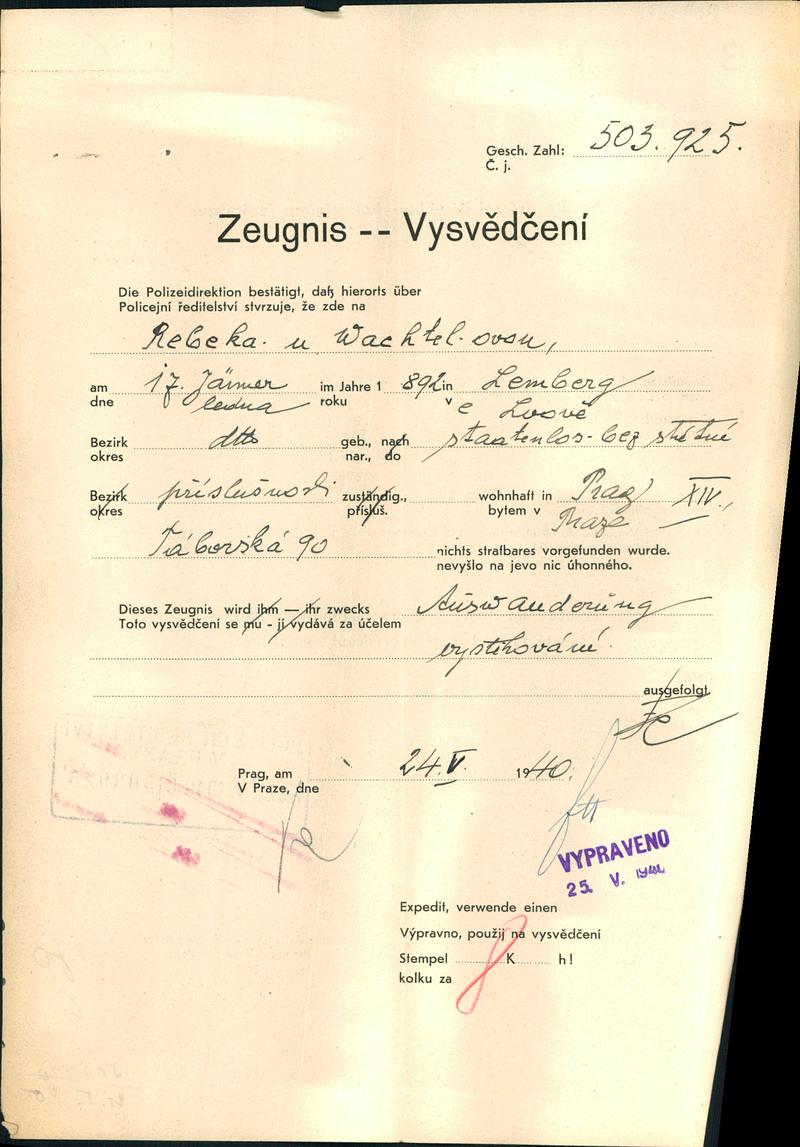 Gesch. Zahl: 503.925.
Č. j.
Zeugnis -- Vysvědčení
Die Polizeidirektion bestätigt, daß hierorts über
Policejní ředitelství stvrzuje, že zde na
Rebeka-u Wachtel-ovou,
am 17. Jänner im Jahre 1 892 in Lemberg
dne ledna roku v e Lvově
Bezirk dtto geb., nach staatenlos-bez státní
okres nar., do
Bezirk příslušnosti zuständig., wohnhaft in Prag XIV.,
okres přísluš. bytem v Praze
Táborská 90 nichts strafbares vorgefunden wurde.
nevyšlo na jevo nic úhonného.
Dieses Zeugnis wird ihm — ihr zwecks Auswanderung
Toto vysvědčení se mu - jí vydává za účelem
vystěhování
ausgefolgt.
Prag, am 24. V. 1940.
V Praze, dne
VYPRAVENO
25. V. 1940
Expedit, verwende einen
Výpravno, použij na vysvědčení
Stempel K h!
kolku za